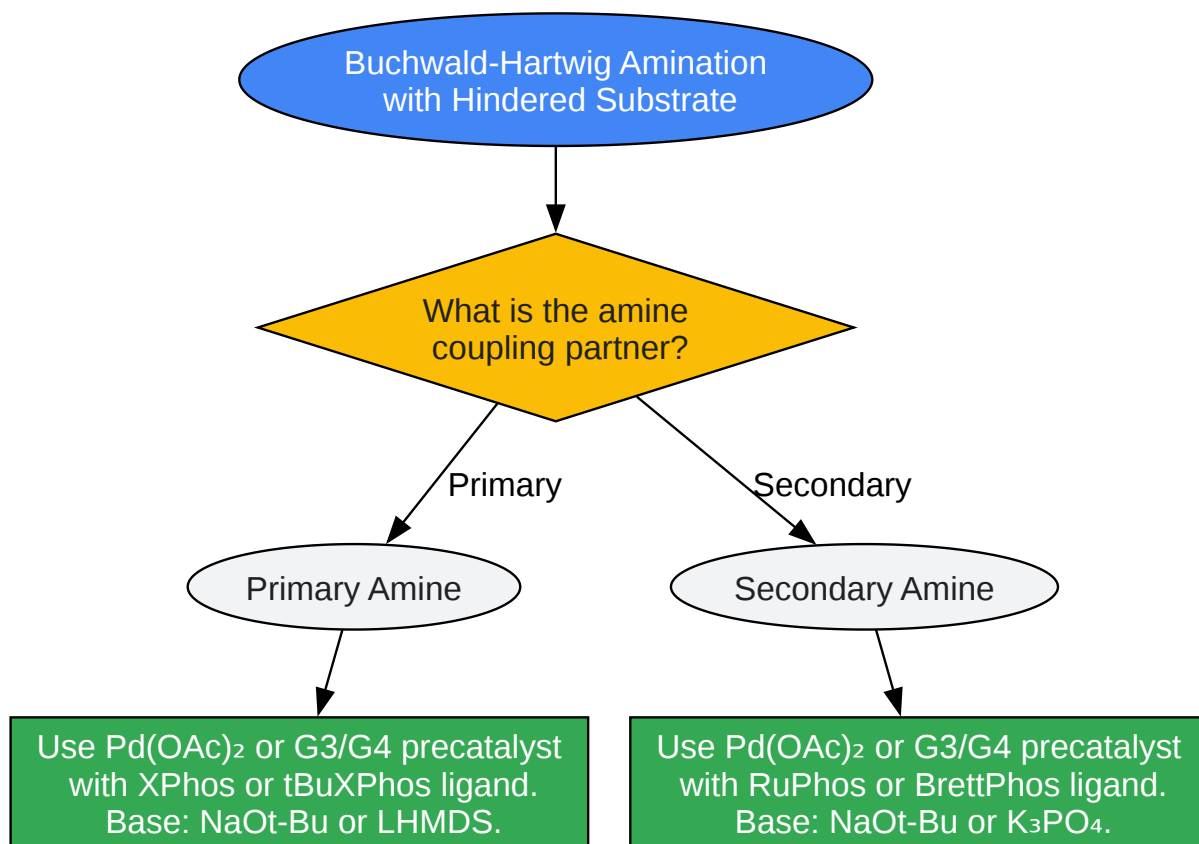 Buchwald-Hartwig Amination
with Hindered Substrate
What is the amine
coupling partner?
Primary
Secondary
Primary Amine
Secondary Amine
Use Pd(OAc)₂ or G3/G4 precatalyst
with XPhos or tBuXPhos ligand.
Base: NaOt-Bu or LHMDS.
Use Pd(OAc)₂ or G3/G4 precatalyst
with RuPhos or BrettPhos ligand.
Base: NaOt-Bu or K₃PO₄.